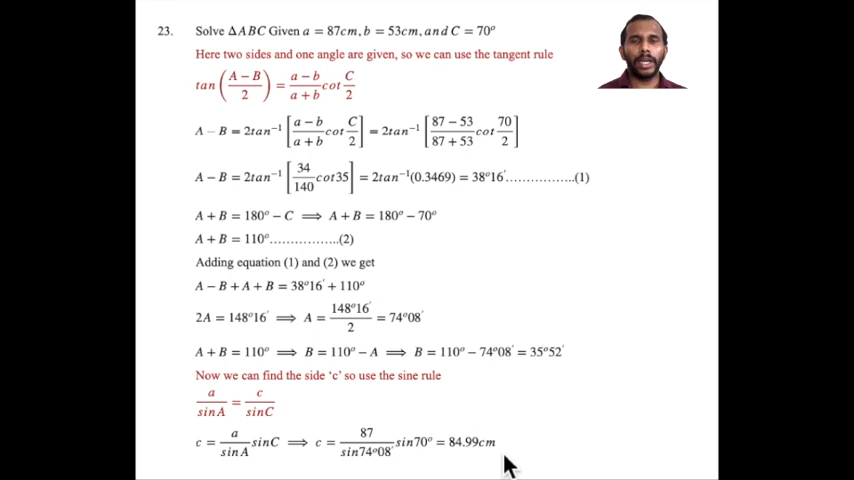 23. Solve ΔABC Given a = 87cm, b = 53cm, and C = 70°
Here two sides and one angle are given, so we can use the tangent rule
tan((A − B)/2) = (a − b)/(a + b) cot C/2
A − B = 2tan⁻¹[(a − b)/(a + b) cot C/2] = 2tan⁻¹[(87 − 53)/(87 + 53) cot 70/2]
A − B = 2tan⁻¹[34/140 cot35] = 2tan⁻¹(0.3469) = 38°16′.................(1)
A + B = 180° − C ⟹ A + B = 180° − 70°
A + B = 110°.................(2)
Adding equation (1) and (2) we get
A − B + A + B = 38°16′ + 110°
2A = 148°16′ ⟹ A = 148°16′/2 = 74°08′
A + B = 110° ⟹ B = 110° − A ⟹ B = 110° − 74°08′ = 35°52′
Now we can find the side ‘c’ so use the sine rule
a/sinA = c/sinC
c = a/sinA sinC ⟹ c = 87/sin74°08′ sin70° = 84.99cm